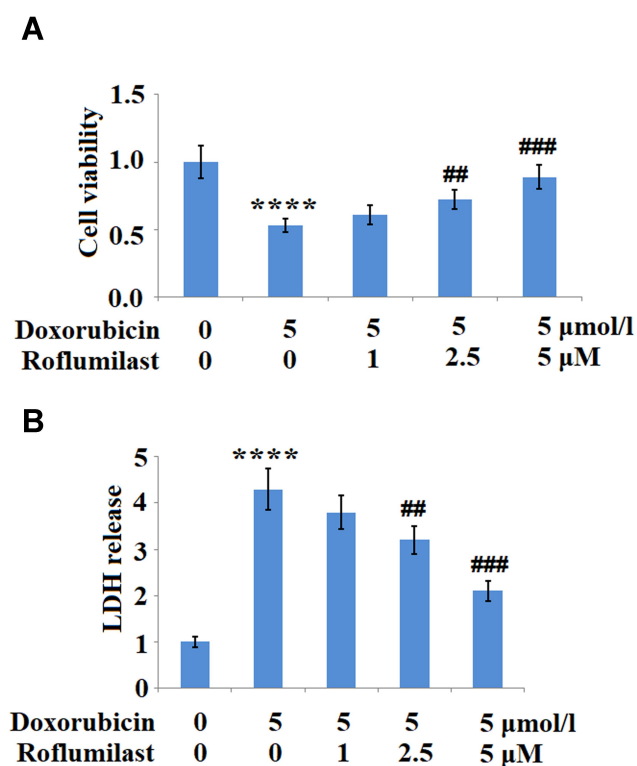 A
Cell viability
1.5
1.0
0.5
0.0
****
##
###
Doxorubicin 0 5 5 5 5 μmol/l
Roflumilast 0 0 1 2.5 5 μM
B
LDH release
5
4
3
2
1
0
****
##
###
Doxorubicin 0 5 5 5 5 μmol/l
Roflumilast 0 0 1 2.5 5 μM